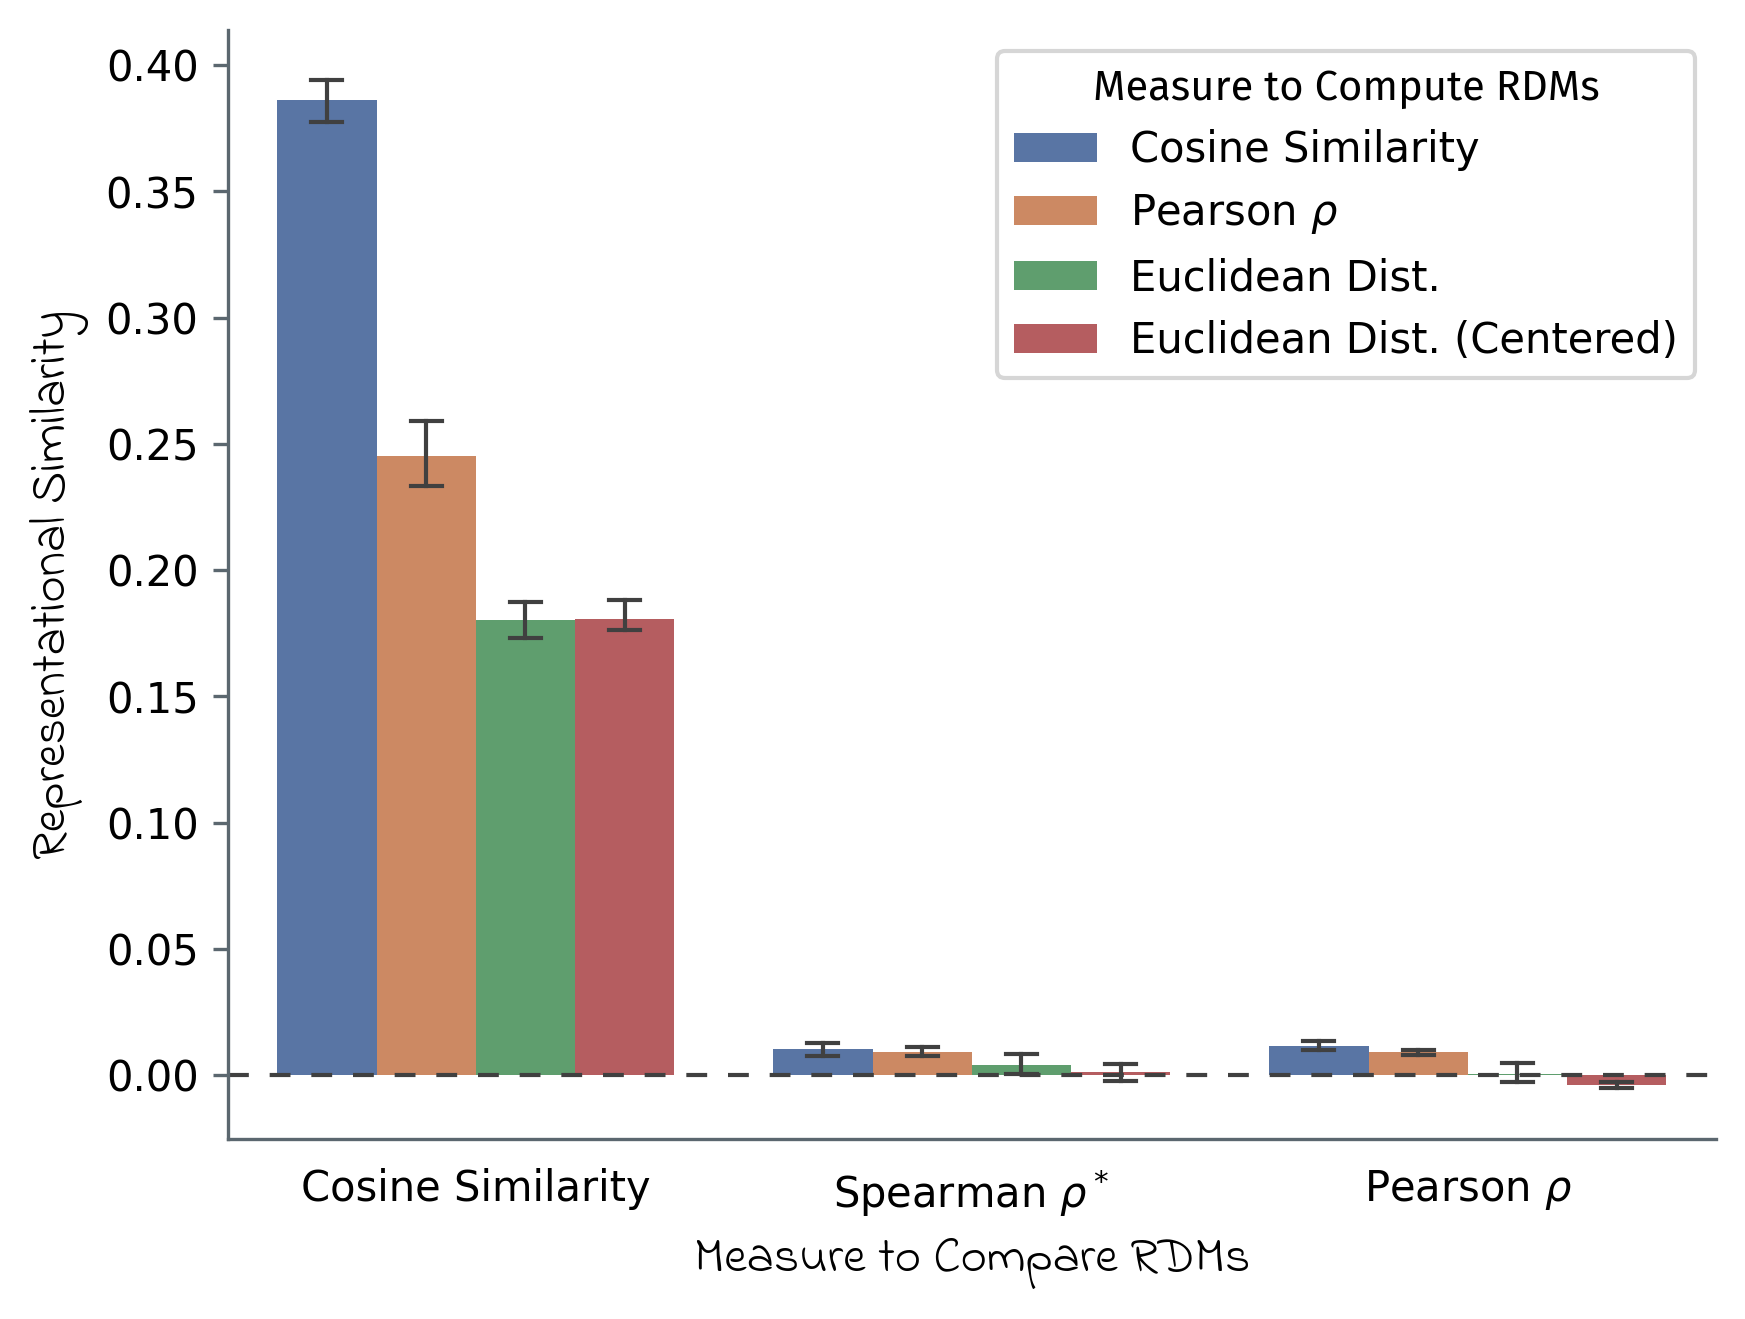 0.40
0.35
0.30
0.25
0.20
0.15
0.10
0.05
0.00
Representational Similarity
Measure to Compute RDMs
Cosine Similarity
Pearson ρ
Euclidean Dist.
Euclidean Dist. (Centered)
Cosine Similarity
Spearman ρ*
Pearson ρ
Measure to Compare RDMs